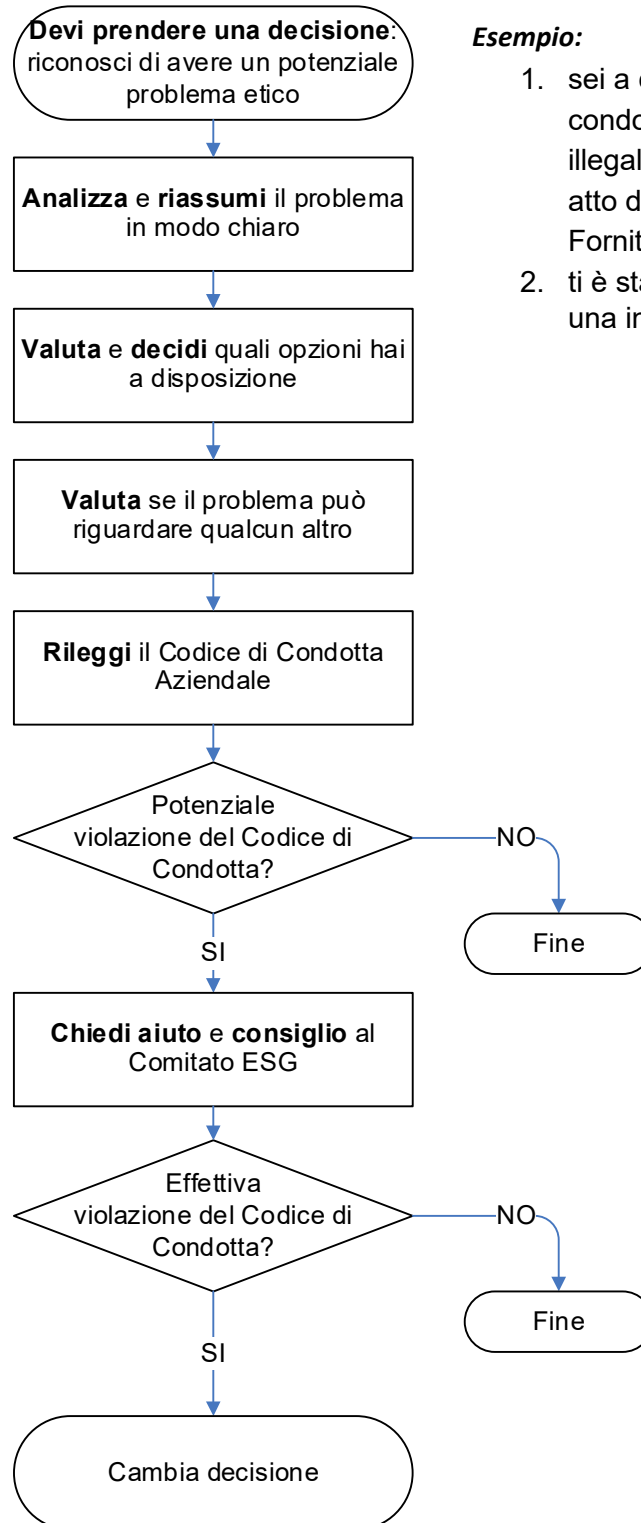 Devi prendere una decisione:
riconosci di avere un potenziale
problema etico
Esempio:
1. sei a
condo
illegal
atto d
Fornit
2. ti è sta
una in
Analizza e riassumi il problema
in modo chiaro
Valuta e decidi quali opzioni hai
a disposizione
Valuta se il problema può
riguardare qualcun altro
Rileggi il Codice di Condotta
Aziendale
Potenziale
violazione del Codice di
Condotta?
NO
Fine
SI
Chiedi aiuto e consiglio al
Comitato ESG
Effettiva
violazione del Codice di
Condotta?
NO
Fine
SI
Cambia decisione